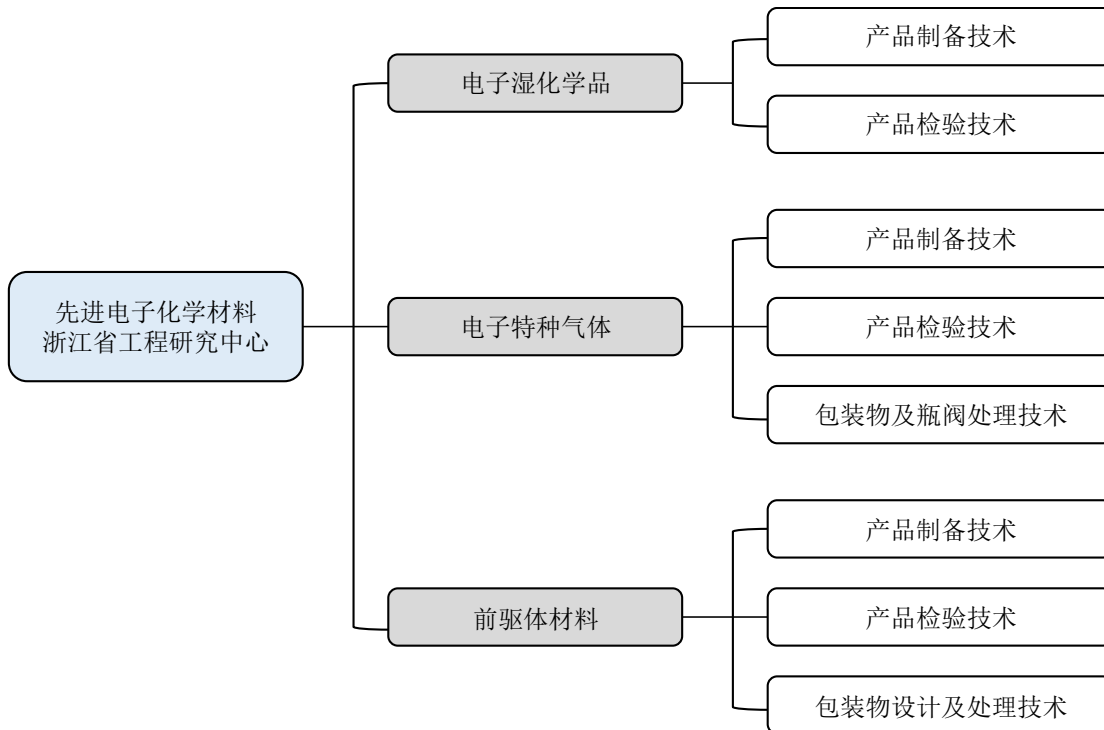 先进电子化学材料
浙江省工程研究中心
电子湿化学品
产品制备技术
产品检验技术
电子特种气体
产品制备技术
产品检验技术
包装物及瓶阀处理技术
前驱体材料
产品制备技术
产品检验技术
包装物设计及处理技术